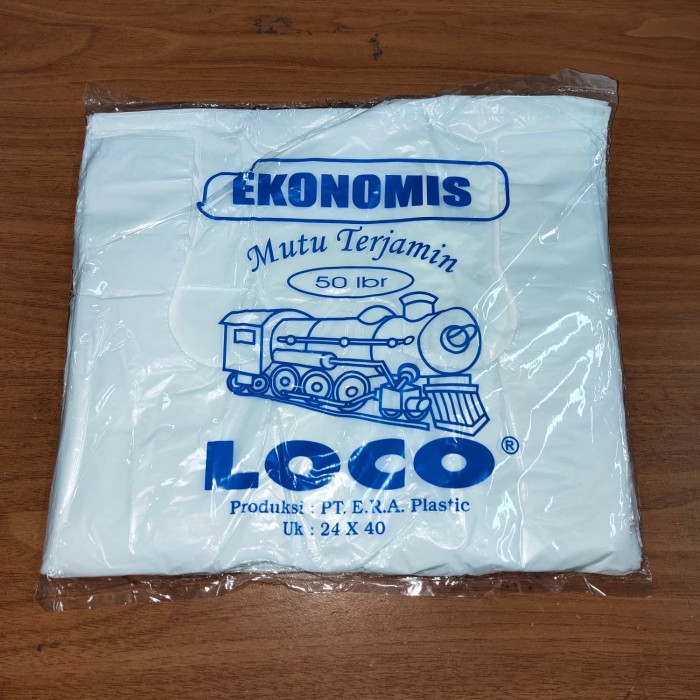 EKONOMIS
Mutu Terjamin
50 lbr
LOCO ®
Produksi : PT. E.R.A. Plastic
Uk : 24 X 40